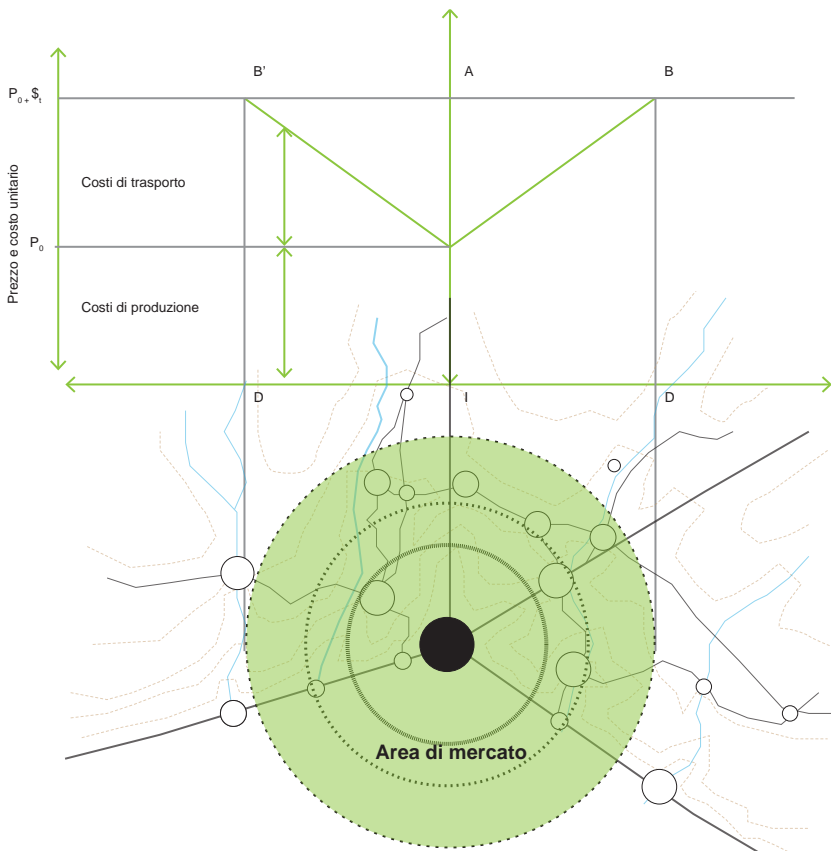 B' A B
P0+$t
Costi di trasporto
Prezzo e costo unitario
P0
Costi di produzione
D I D
Area di mercato